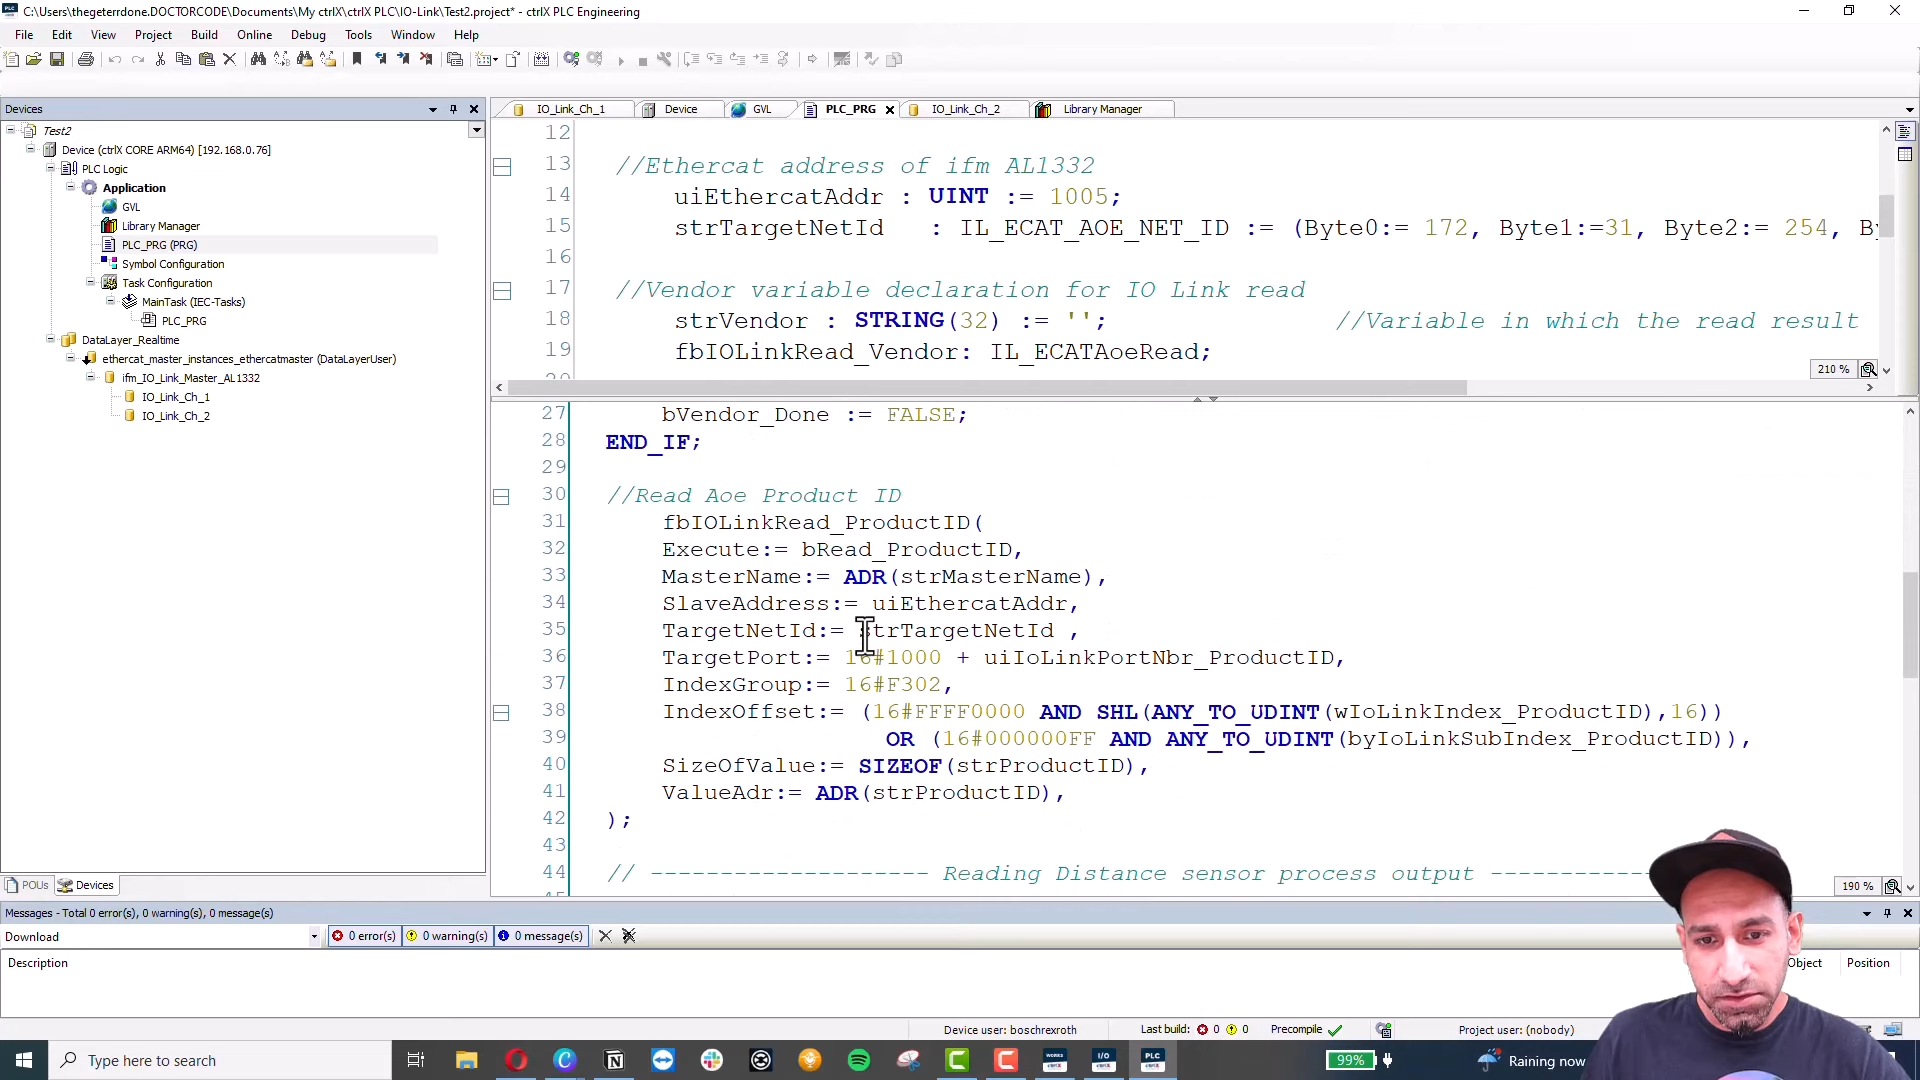 C:\Users\thegeterrdone.DOCTORCODE\Documents\My ctrlX\ctrlX PLC\IO-Link\Test2.project* - ctrlX PLC Engineering
File Edit View Project Build Online Debug Tools Window Help
Devices
Test2
Device (ctrlX CORE ARM64) [192.168.0.76]
PLC Logic
Application
GVL
Library Manager
PLC_PRG (PRG)
Symbol Configuration
Task Configuration
MainTask (IEC-Tasks)
PLC_PRG
DataLayer_Realtime
ethercat_master_instances_ethercatmaster (DataLayerUser)
ifm_IO_Link_Master_AL1332
IO_Link_Ch_1
IO_Link_Ch_2
POUs Devices
IO_Link_Ch_1 Device GVL PLC_PRG IO_Link_Ch_2 Library Manager
12
13 //Ethercat address of ifm AL1332
14 uiEthercatAddr : UINT := 1005;
15 strTargetNetId : IL_ECAT_AOE_NET_ID := (Byte0:= 172, Byte1:=31, Byte2:= 254, By
16
17 //Vendor variable declaration for IO Link read
18 strVendor : STRING(32) := ''; //Variable in which the read result
19 fbIOLinkRead_Vendor: IL_ECATAoeRead;
20
210 %
27 bVendor_Done := FALSE;
28 END_IF;
29
30 //Read Aoe Product ID
31 fbIOLinkRead_ProductID(
32 Execute:= bRead_ProductID,
33 MasterName:= ADR(strMasterName),
34 SlaveAddress:= uiEthercatAddr,
35 TargetNetId:= strTargetNetId ,
36 TargetPort:= 16#1000 + uiIoLinkPortNbr_ProductID,
37 IndexGroup:= 16#F302,
38 IndexOffset:= (16#FFFF0000 AND SHL(ANY_TO_UDINT(wIoLinkIndex_ProductID),16))
39 OR (16#000000FF AND ANY_TO_UDINT(byIoLinkSubIndex_ProductID)),
40 SizeOfValue:= SIZEOF(strProductID),
41 ValueAdr:= ADR(strProductID),
42 );
43
44 // -------------------- Reading Distance sensor process output ------------
190 %
Messages - Total 0 error(s), 0 warning(s), 0 message(s)
Download 0 error(s) 0 warning(s) 0 message(s)
Description Object Position
Device user: boschrexroth Last build: 0 0 Precompile Project user: (nobody)
Type here to search 99% Raining now